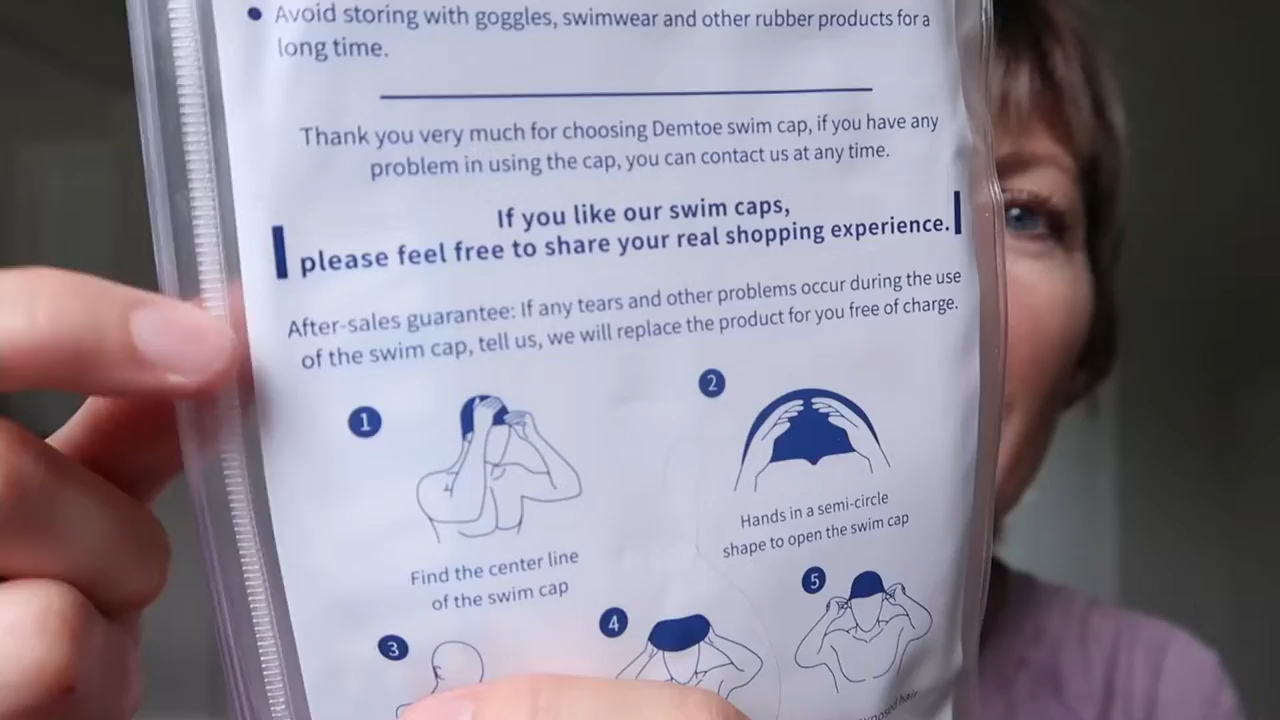 Avoid storing with goggles, swimwear and other rubber products for a
long time.
Thank you very much for choosing Demtoe swim cap, if you have any
problem in using the cap, you can contact us at any time.
If you like our swim caps,
please feel free to share your real shopping experience.
After-sales guarantee: If any tears and other problems occur during the use
of the swim cap, tell us, we will replace the product for you free of charge.
1
2
Find the center line
of the swim cap
Hands in a semi-circle
shape to open the swim cap
3
4
5
hair